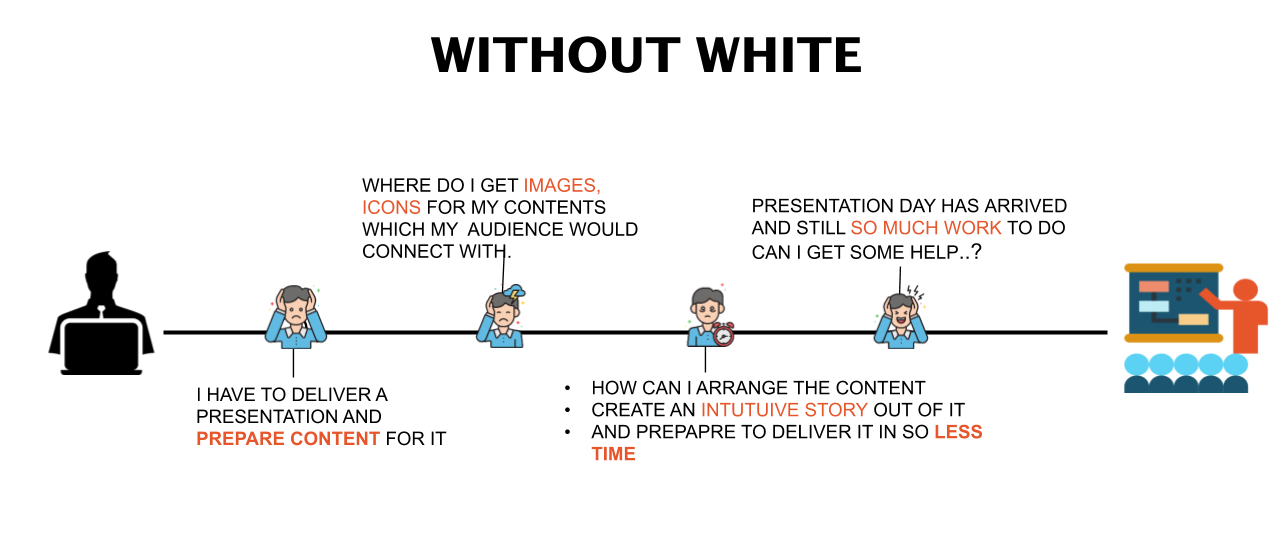 WITHOUT WHITE
WHERE DO I GET IMAGES,
ICONS FOR MY CONTENTS
WHICH MY AUDIENCE WOULD
CONNECT WITH.
PRESENTATION DAY HAS ARRIVED
AND STILL SO MUCH WORK TO DO
CAN I GET SOME HELP..?
I HAVE TO DELIVER A
PRESENTATION AND
PREPARE CONTENT FOR IT
• HOW CAN I ARRANGE THE CONTENT
• CREATE AN INTUTUIVE STORY OUT OF IT
• AND PREPAPRE TO DELIVER IT IN SO LESS
TIME